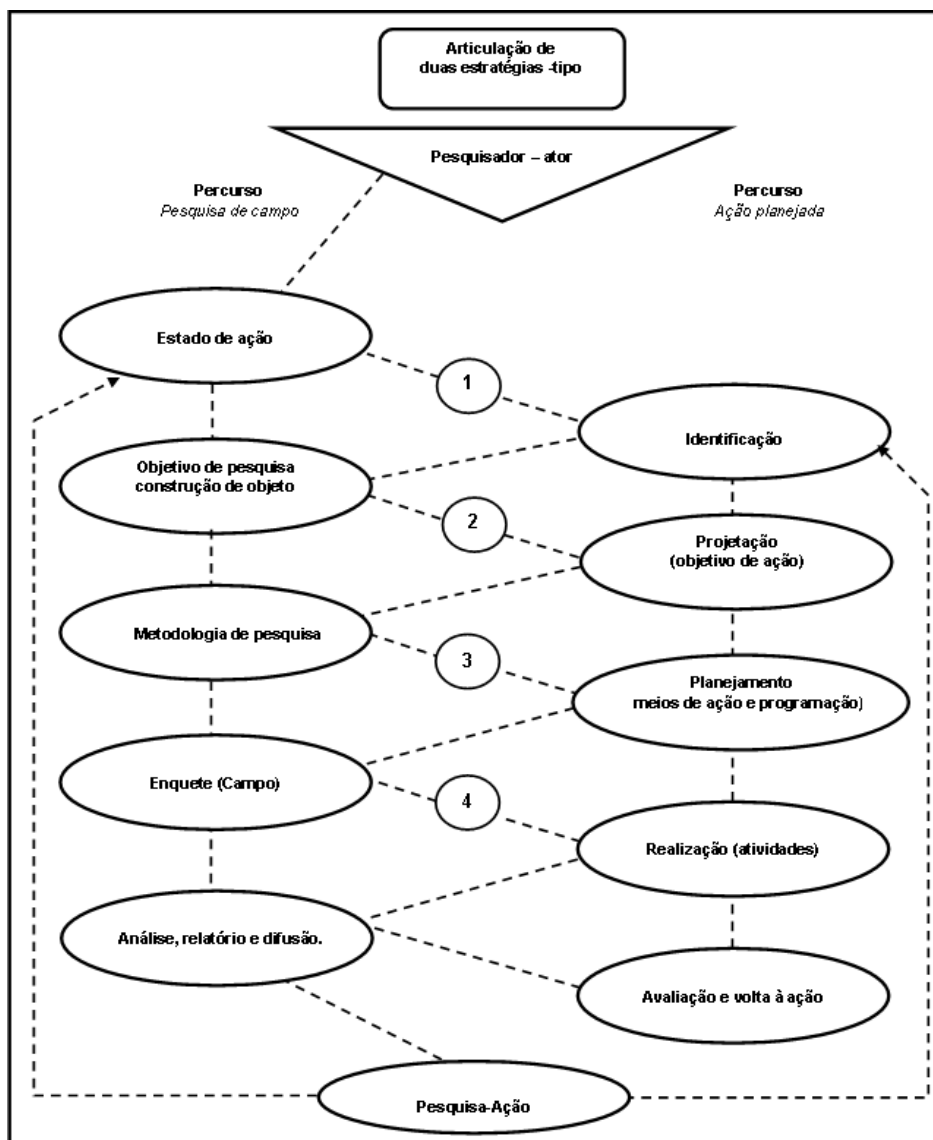 Articulação de
duas estratégias -tipo
Pesquisador – ator
Percurso
Pesquisa de campo
Percurso
Ação planejada
Estado de ação
1
Identificação
Objetivo de pesquisa
construção de objeto
2
Projetação
(objetivo de ação)
Metodologia de pesquisa
3
Planejamento
meios de ação e programação)
Enquete (Campo)
4
Realização (atividades)
Análise, relatório e difusão.
Avaliação e volta à ação
Pesquisa-Ação